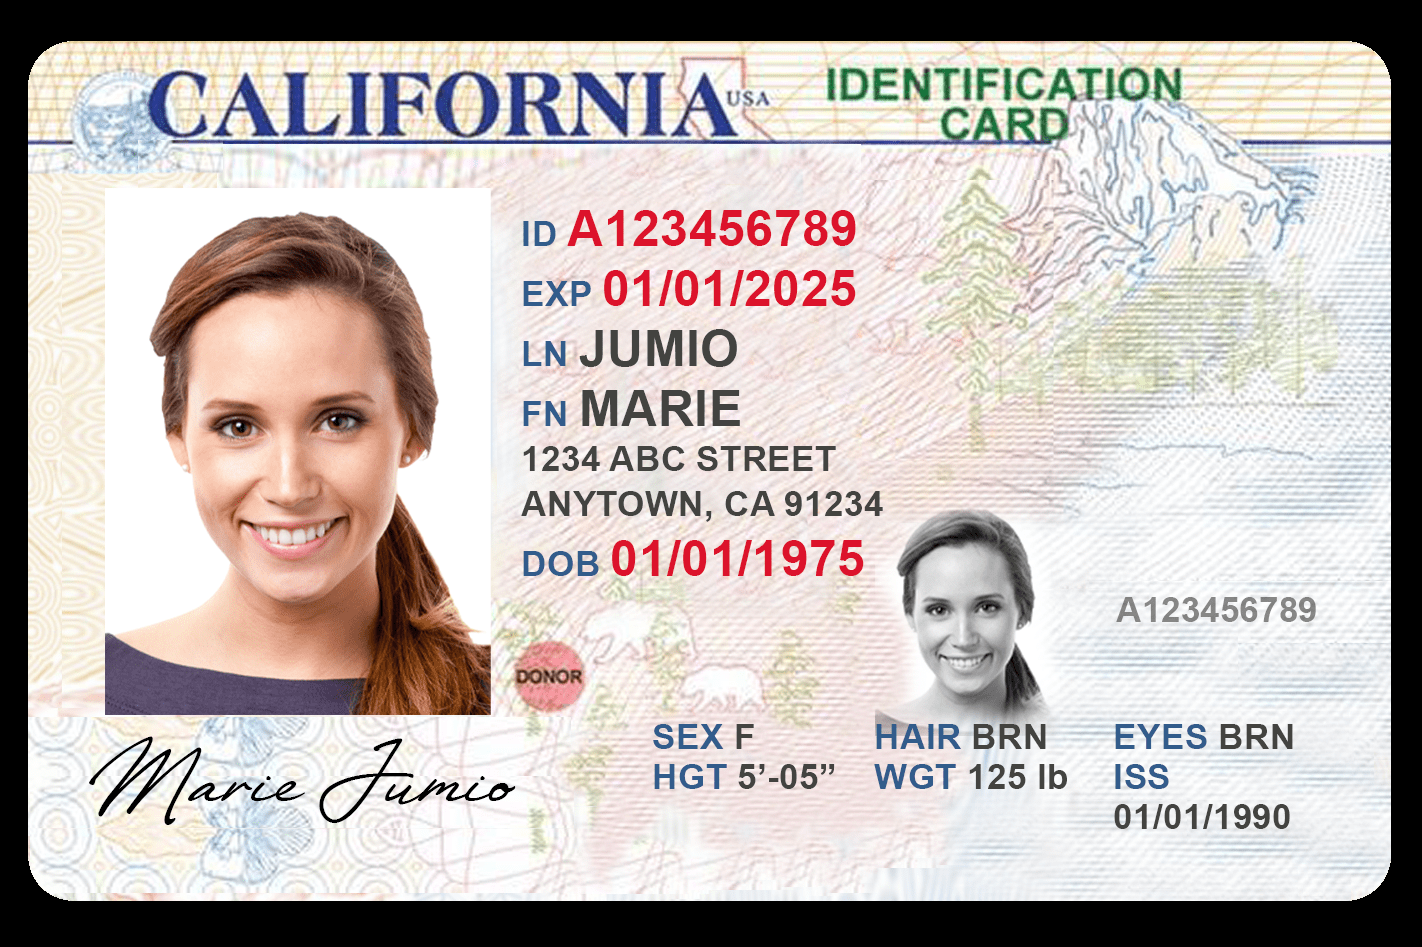 CALIFORNIA USA
IDENTIFICATION
CARD
ID A123456789
EXP 01/01/2025
LN JUMIO
FN MARIE
1234 ABC STREET
ANYTOWN, CA 91234
DOB 01/01/1975
A123456789
DONOR
SEX F HAIR BRN EYES BRN
HGT 5’-05” WGT 125 lb ISS
01/01/1990
Marie Jumio